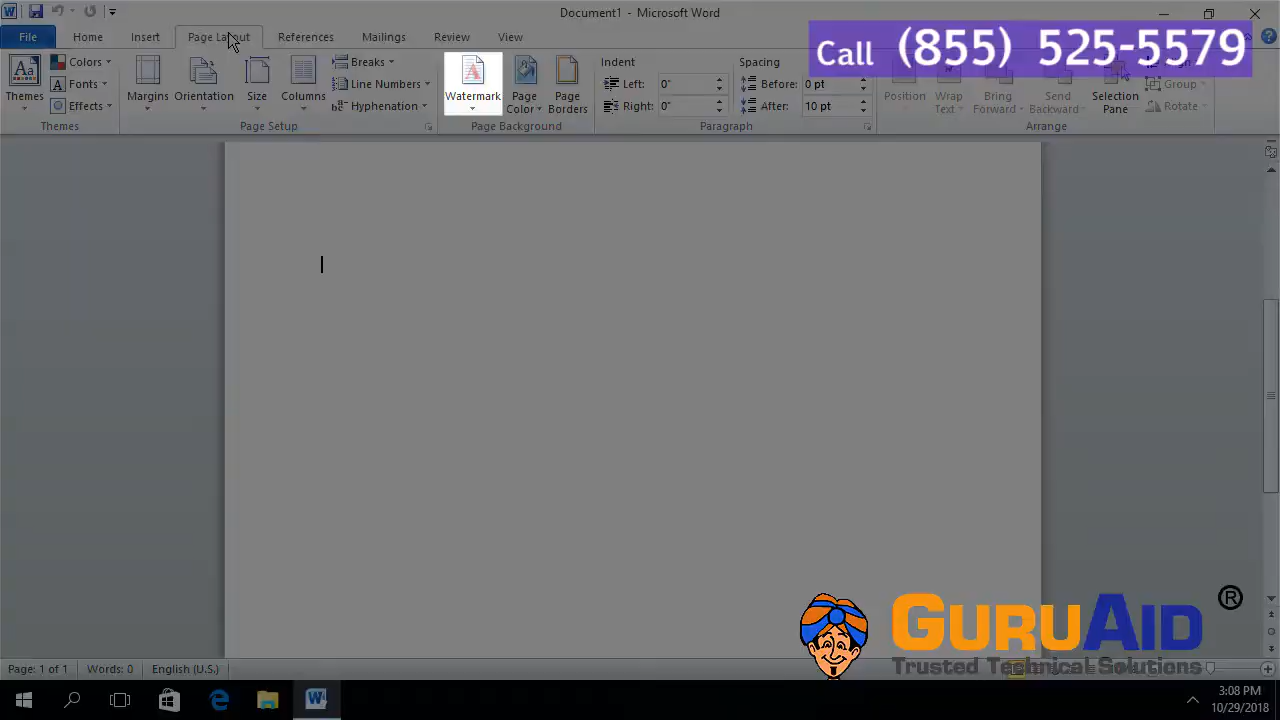 Document1 - Microsoft Word
File Home Insert Page Layout References Mailings Review View
Call (855) 525-5579
Themes
Colors
Fonts
Effects
Themes
Margins
Orientation
Size
Columns
Breaks
Line Numbers
Hyphenation
Page Setup
Watermark
Page Color
Page Borders
Page Background
Indent
Left: 0"
Right: 0"
Spacing
Before: 0 pt
After: 10 pt
Paragraph
Position
Wrap Text
Bring Forward
Send Backward
Selection Pane
Group
Rotate
Arrange
GURUAID ®
Trusted Technical Solutions
Page: 1 of 1 Words: 0 English (U.S.)
3:08 PM
10/29/2018